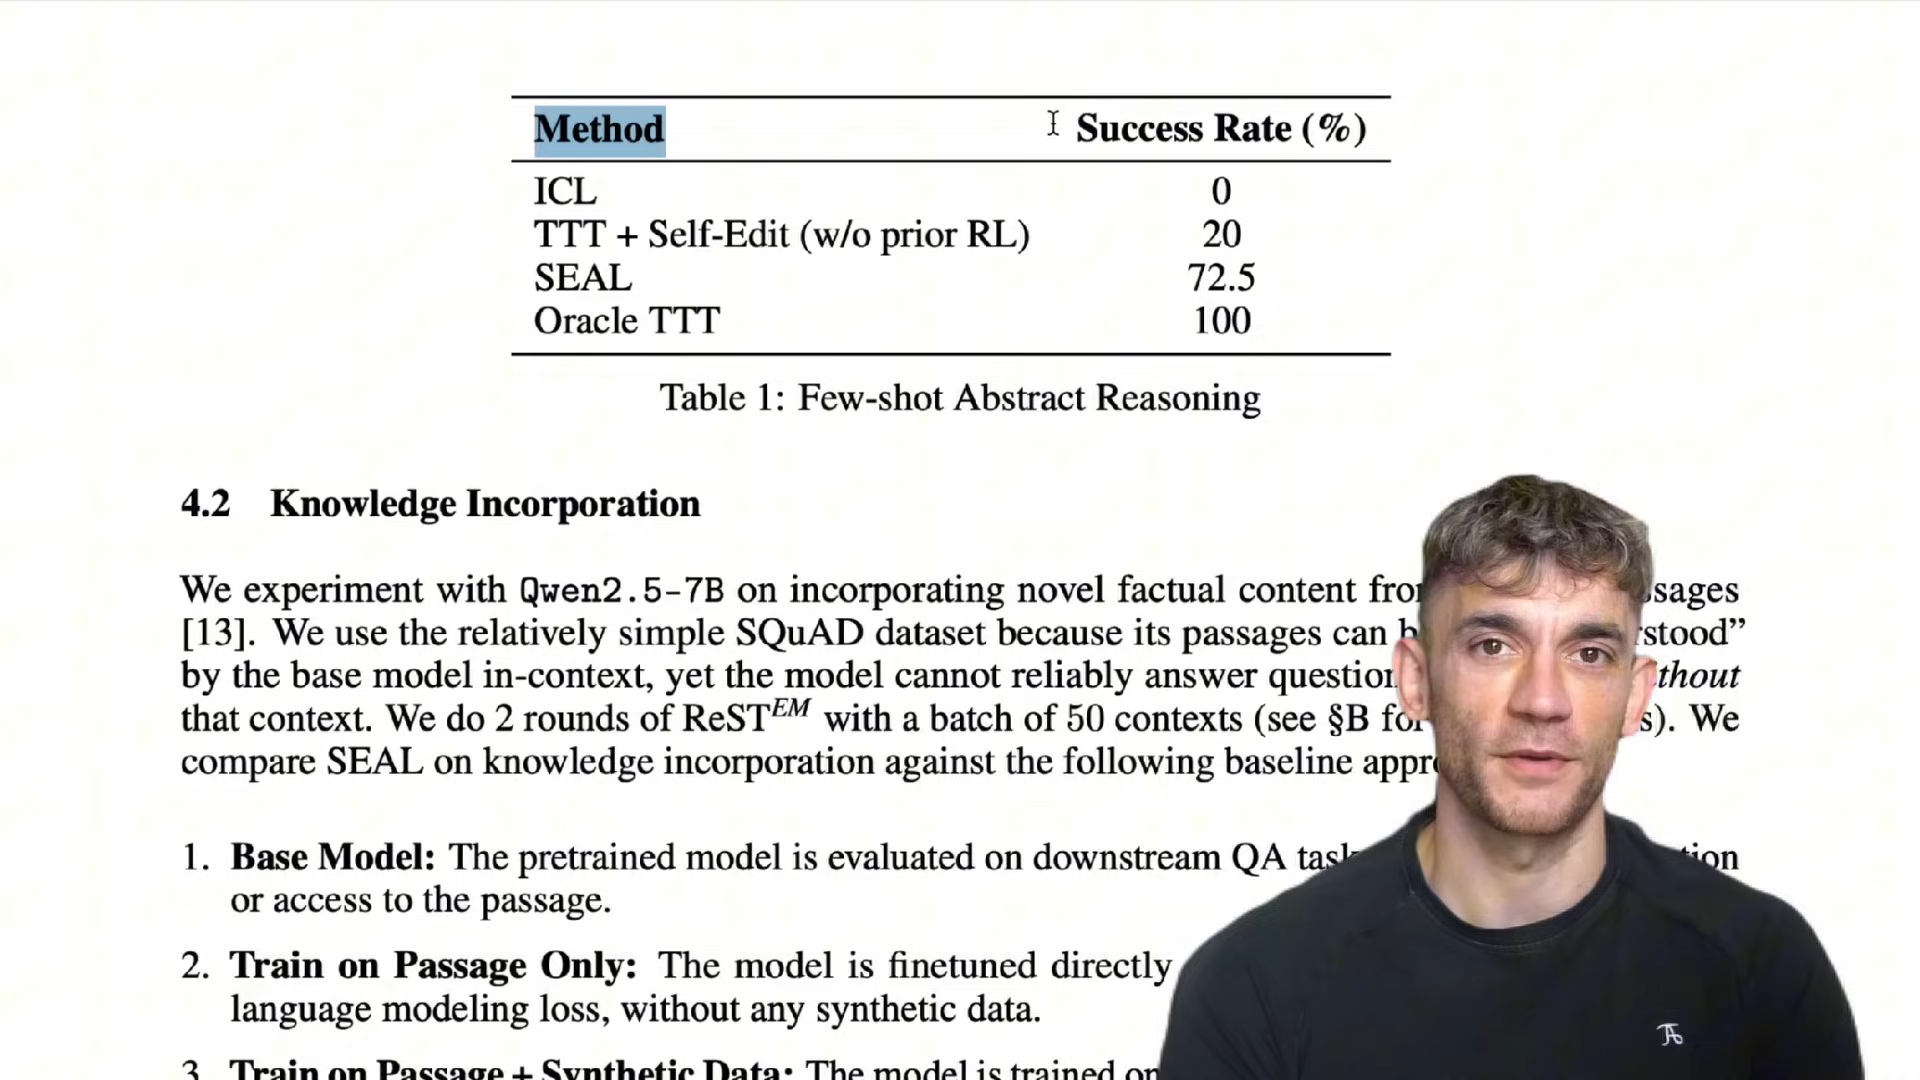 Method Success Rate (%)
ICL 0
TTT + Self-Edit (w/o prior RL) 20
SEAL 72.5
Oracle TTT 100
Table 1: Few-shot Abstract Reasoning
4.2 Knowledge Incorporation
We experiment with Qwen2.5-7B on incorporating novel factual content
[13]. We use the relatively simple SQuAD dataset because its passages can
by the base model in-context, yet the model cannot reliably answer
that context. We do 2 rounds of ReST^EM with a batch of 50 contexts (see §B We
compare SEAL on knowledge incorporation against the following baseline
1. Base Model: The pretrained model is evaluated on downstream QA
or access to the passage.
2. Train on Passage Only: The model is finetuned directly
language modeling loss, without any synthetic data.
3. Train on Passage + Synthetic Data: The model is trained on